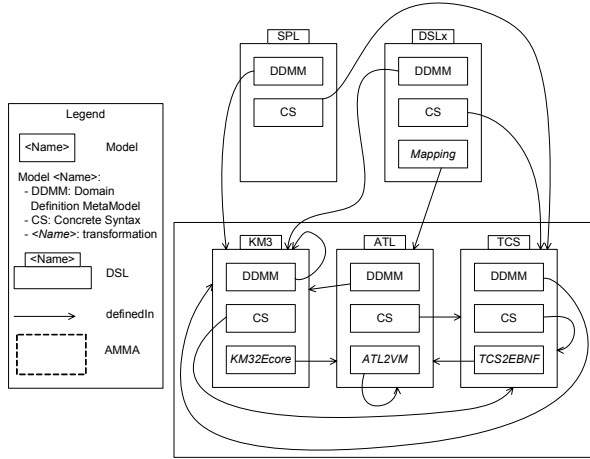 SPL
DDMM
CS
DSLx
DDMM
CS
Mapping
Legend
<Name>
Model
Model <Name>:
- DDMM: Domain
Definition MetaModel
- CS: Concrete Syntax
- <Name>: transformation
<Name>
DSL
definedIn
AMMA
KM3
DDMM
CS
KM32Ecore
ATL
DDMM
CS
ATL2VM
TCS
DDMM
CS
TCS2EBNF